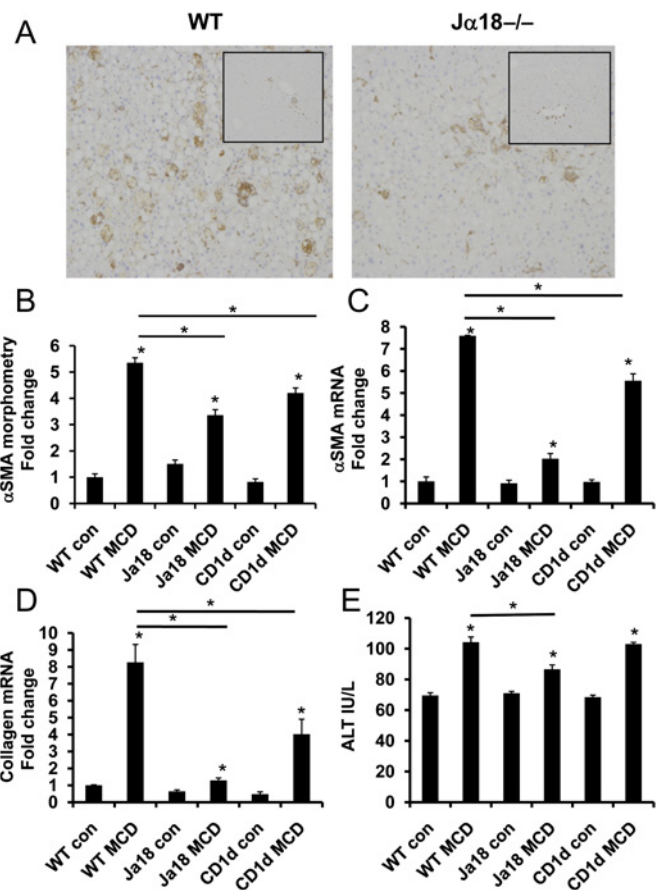 A
WT
Jα18–/–
B
αSMA morphometry
Fold change
6
5
4
3
2
1
0
*
*
*
*
*
WT con
WT MCD
Ja18 con
Ja18 MCD
CD1d con
CD1d MCD
C
αSMA mRNA
Fold change
8
7
6
5
4
3
2
1
0
*
*
*
*
*
WT con
WT MCD
Ja18 con
Ja18 MCD
CD1d con
CD1d MCD
D
Collagen mRNA
Fold change
10
9
8
7
6
5
4
3
2
1
0
*
*
*
*
*
WT con
WT MCD
Ja18 con
Ja18 MCD
CD1d con
CD1d MCD
E
ALT IU/L
120
100
80
60
40
20
0
*
*
*
*
WT con
WT MCD
Ja18 con
Ja18 MCD
CD1d con
CD1d MCD